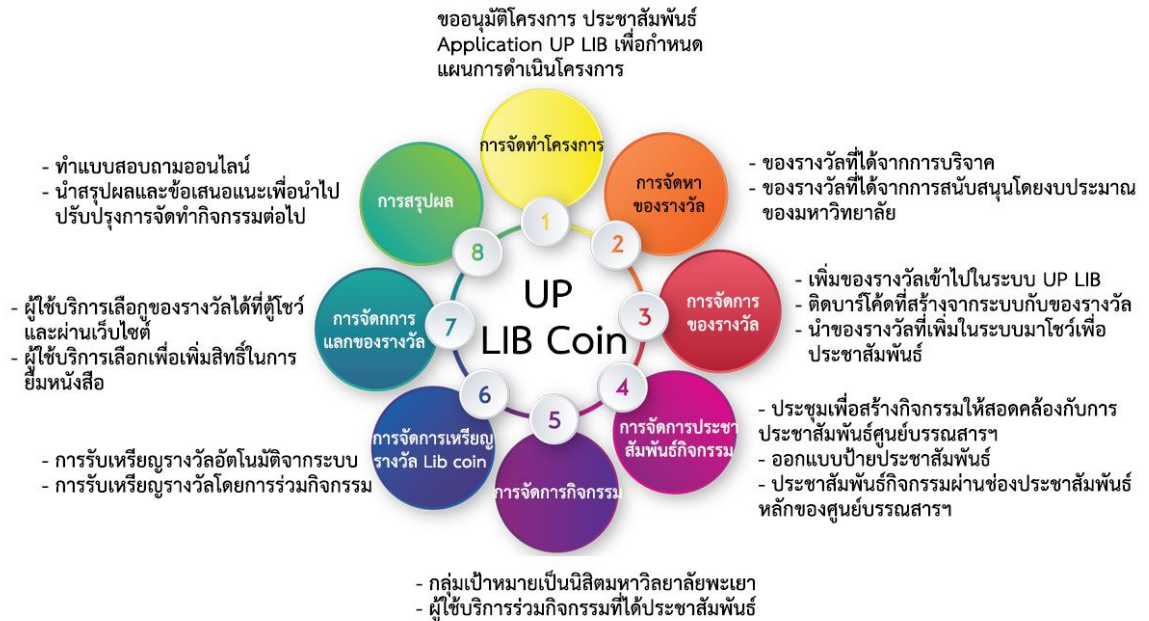 ขออนุมัติโครงการ ประชาสัมพันธ์
Application UP LIB เพื่อกำหนด
แผนการดำเนินโครงการ
การจัดทำโครงการ
1
การจัดหา
ของรางวัล
2
- ของรางวัลที่ได้จากการบริจาค
- ของรางวัลที่ได้จากการสนับสนุนโดยงบประมาณ
ของมหาวิทยาลัย
การจัดการ
ของรางวัล
3
- เพิ่มของรางวัลเข้าไปในระบบ UP LIB
- ติดบาร์โค้ดที่สร้างจากระบบกับของรางวัล
- นำของรางวัลที่เพิ่มในระบบมาโชว์เพื่อ
ประชาสัมพันธ์
การจัดการประชา
สัมพันธ์กิจกรรม
4
- ประชุมเพื่อสร้างกิจกรรมให้สอดคล้องกับการ
ประชาสัมพันธ์ศูนย์บรรณสารฯ
- ออกแบบป้ายประชาสัมพันธ์
- ประชาสัมพันธ์กิจกรรมผ่านช่องประชาสัมพันธ์
หลักของศูนย์บรรณสารฯ
5
การจัดการกิจกรรม
- กลุ่มเป้าหมายเป็นนิสิตมหาวิลยาลัยพะเยา
- ผู้ใช้บริการร่วมกิจกรรมที่ได้ประชาสัมพันธ์
6
การจัดการเหรียญ
รางวัล Lib coin
- การรับเหรียญรางวัลอัตโนมัติจากระบบ
- การรับเหรียญรางวัลโดยการร่วมกิจกรรม
7
การจัดกการ
แลกของรางวัล
- ผู้ใช้บริการเลือกูของรางวัลได้ที่ตู้โชว์
และผ่านเว็บไซต์
- ผู้ใช้บริการเลือกเพื่อเพิ่มสิทธิ์ในการ
ยืมหนังสือ
8
การสรุปผล
- ทำแบบสอบถามออนไลน์
- นำสรุปผลและข้อเสนอแนะเพื่อนำไป
ปรับปรุงการจัดทำกิจกรรมต่อไป
UP
LIB Coin